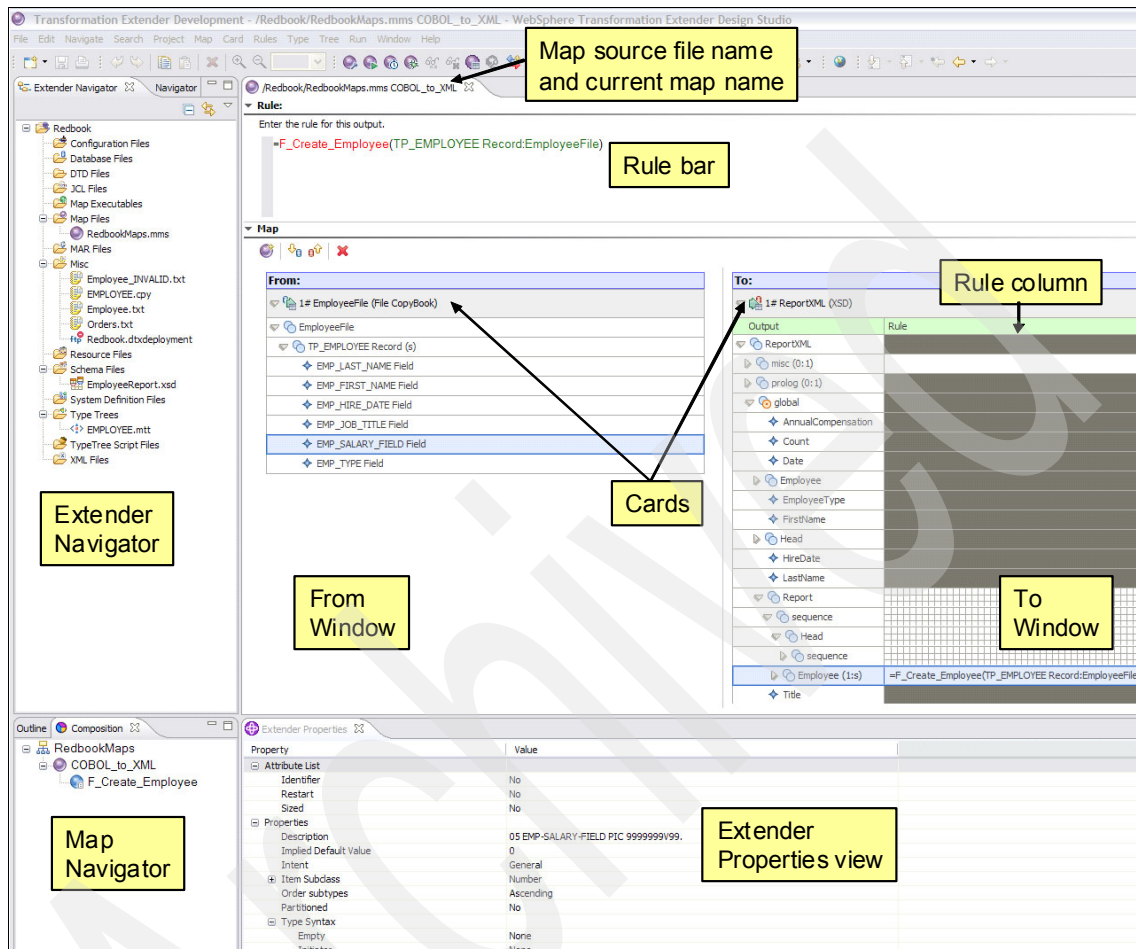 Transformation Extender Development - /Redbook/RedbookMaps.mms COBOL_to_XML - WebSphere Transformation Extender Design Studio
File Edit Navigate Search Project Map Card Rules Type Tree Run Window Help
Map source file name
and current map name
Extender Navigator
Navigator
/Redbook/RedbookMaps.mms COBOL_to_XML
Rule:
Enter the rule for this output.
=F_Create_Employee(TP_EMPLOYEE Record:EmployeeFile)
Rule bar
Redbook
Configuration Files
Database Files
DTD Files
JCL Files
Map Executables
Map Files
RedbookMaps.mms
MAR Files
Misc
Employee_INVALID.txt
EMPLOYEE.cpy
Employee.txt
Orders.txt
Redbook.dtxdeployment
Resource Files
Schema Files
EmployeeReport.xsd
System Definition Files
Type Trees
EMPLOYEE.mtt
TypeTree Script Files
XML Files
Extender
Navigator
Map
From:
1# EmployeeFile (File CopyBook)
EmployeeFile
TP_EMPLOYEE Record (s)
EMP_LAST_NAME Field
EMP_FIRST_NAME Field
EMP_HIRE_DATE Field
EMP_JOB_TITLE Field
EMP_SALARY_FIELD Field
EMP_TYPE Field
Cards
From
Window
To:
Rule column
1# ReportXML (XSD)
Output Rule
ReportXML
misc (0:1)
prolog (0:1)
global
AnnualCompensation
Count
Date
Employee
EmployeeType
FirstName
Head
HireDate
LastName
Report
sequence
Head
sequence
Employee (1:s) =F_Create_Employee(TP_EMPLOYEE Record:EmployeeFile
Title
To
Window
Outline Composition
RedbookMaps
COBOL_to_XML
F_Create_Employee
Map
Navigator
Extender Properties
Property Value
Attribute List
Identifier No
Restart No
Sized No
Properties
Description 05 EMP-SALARY-FIELD PIC 9999999V99.
Implied Default Value 0
Intent General
Item Subclass Number
Order subtypes Ascending
Partitioned No
Type Syntax
Empty None
Initiator None
Extender
Properties view
Archived